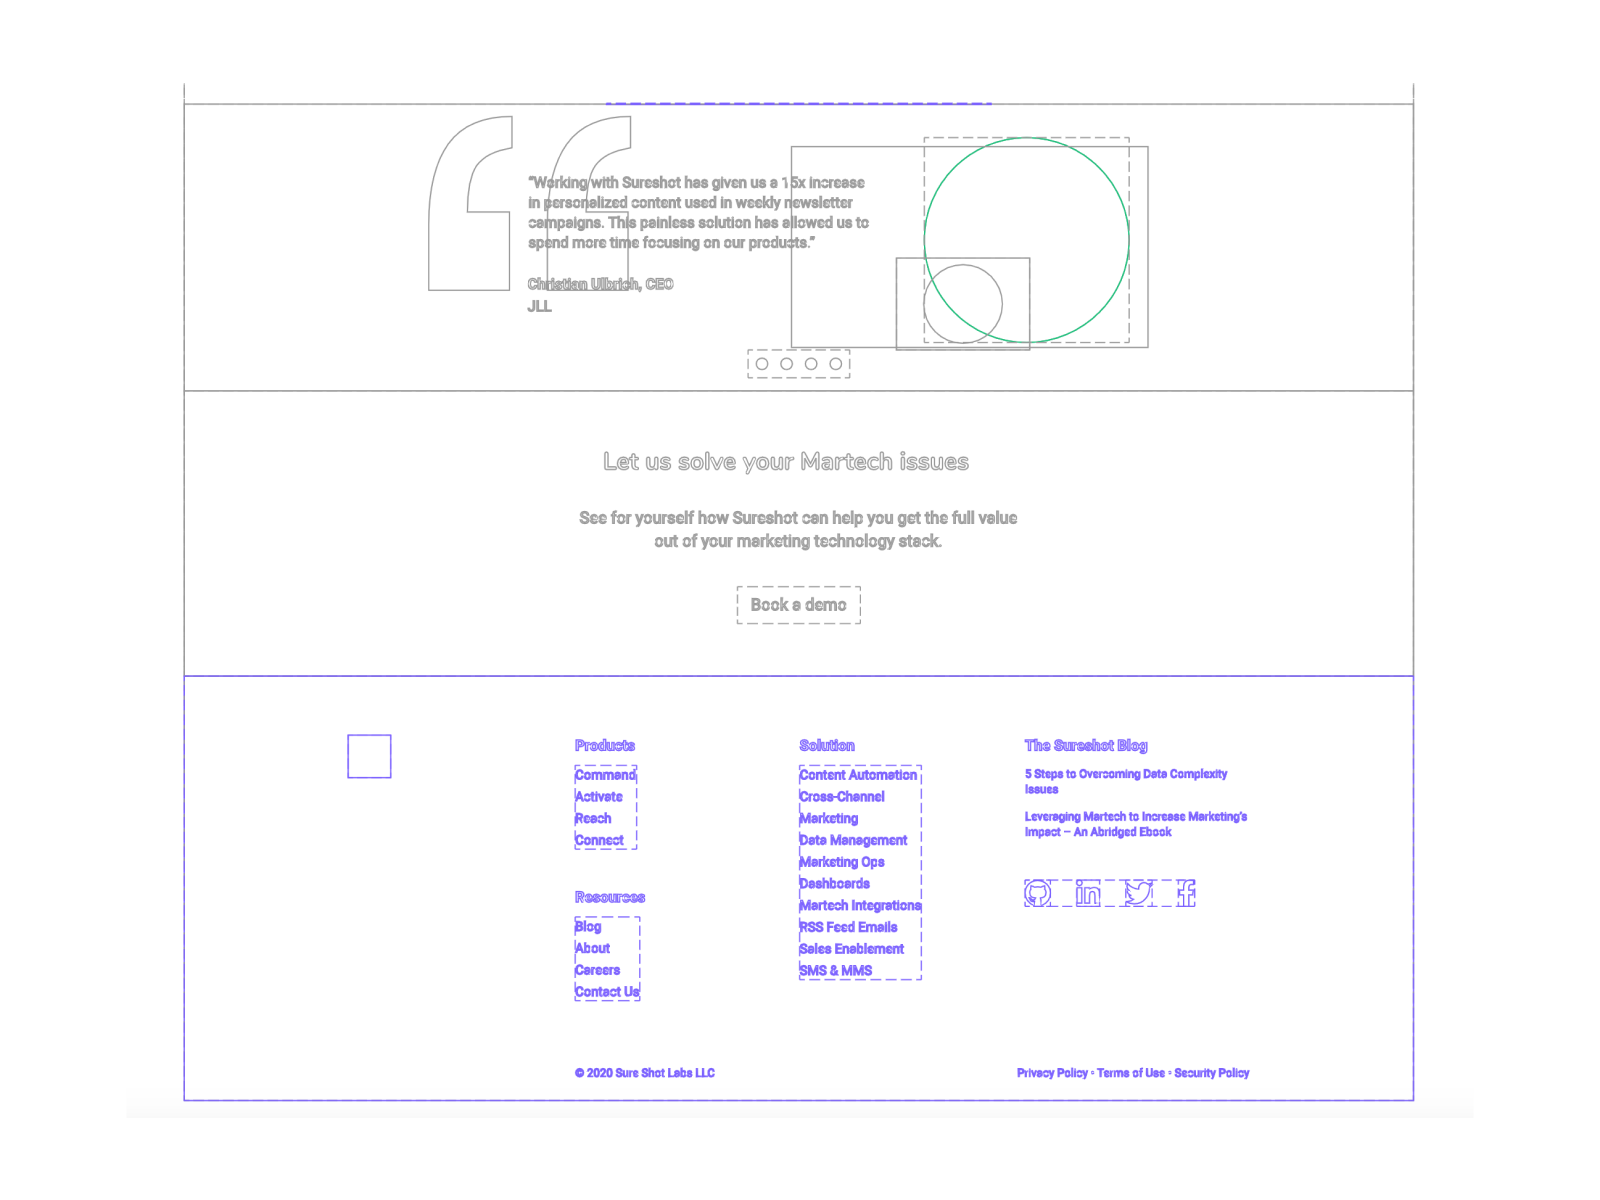 “Working with Sureshot has given us a 15x increase
in personalized content used in weekly newsletter
campaigns. This painless solution has allowed us to
spend more time focusing on our products.”
Christian Ulbrich, CEO
JLL
Let us solve your Martech issues
See for yourself how Sureshot can help you get the full value
out of your marketing technology stack.
Book a demo
Products
Command
Activate
Reach
Connect
Resources
Blog
About
Careers
Contact Us
Solution
Content Automation
Cross-Channel
Marketing
Data Management
Marketing Ops
Dashboards
Martech Integrations
RSS Feed Emails
Sales Enablement
SMS & MMS
The Sureshot Blog
5 Steps to Overcoming Data Complexity
Issues
Leveraging Martech to Increase Marketing’s
Impact – An Abridged Ebook
© 2020 Sure Shot Labs LLC
Privacy Policy • Terms of Use • Security Policy